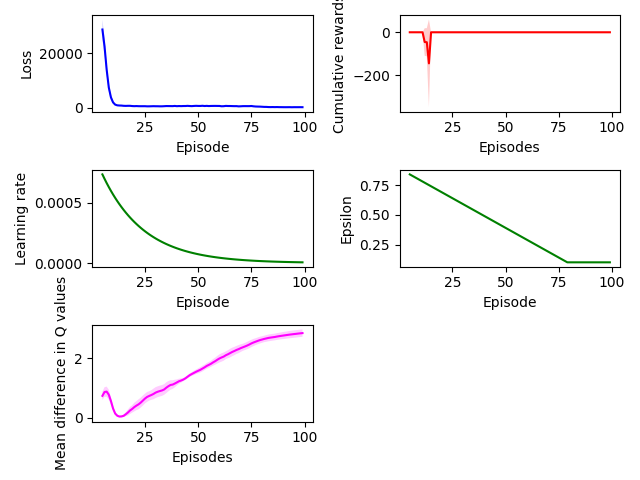 20000
0
Loss
25 50 75 100
Episode
0
−200
Cumulative rewards
25 50 75 100
Episodes
0.0005
0.0000
Learning rate
25 50 75 100
Episode
0.75
0.50
0.25
Epsilon
25 50 75 100
Episode
2
0
Mean difference in Q values
25 50 75 100
Episodes